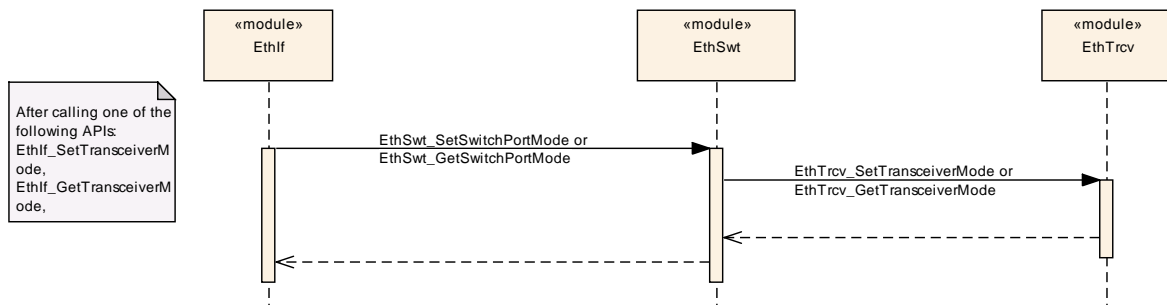 «module»
EthIf
«module»
EthSwt
«module»
EthTrcv
After calling one of the
following APIs:
EthIf_SetTransceiverM
ode,
EthIf_GetTransceiverM
ode,
EthSwt_SetSwitchPortMode or
EthSwt_GetSwitchPortMode
EthTrcv_SetTransceiverMode or
EthTrcv_GetTransceiverMode